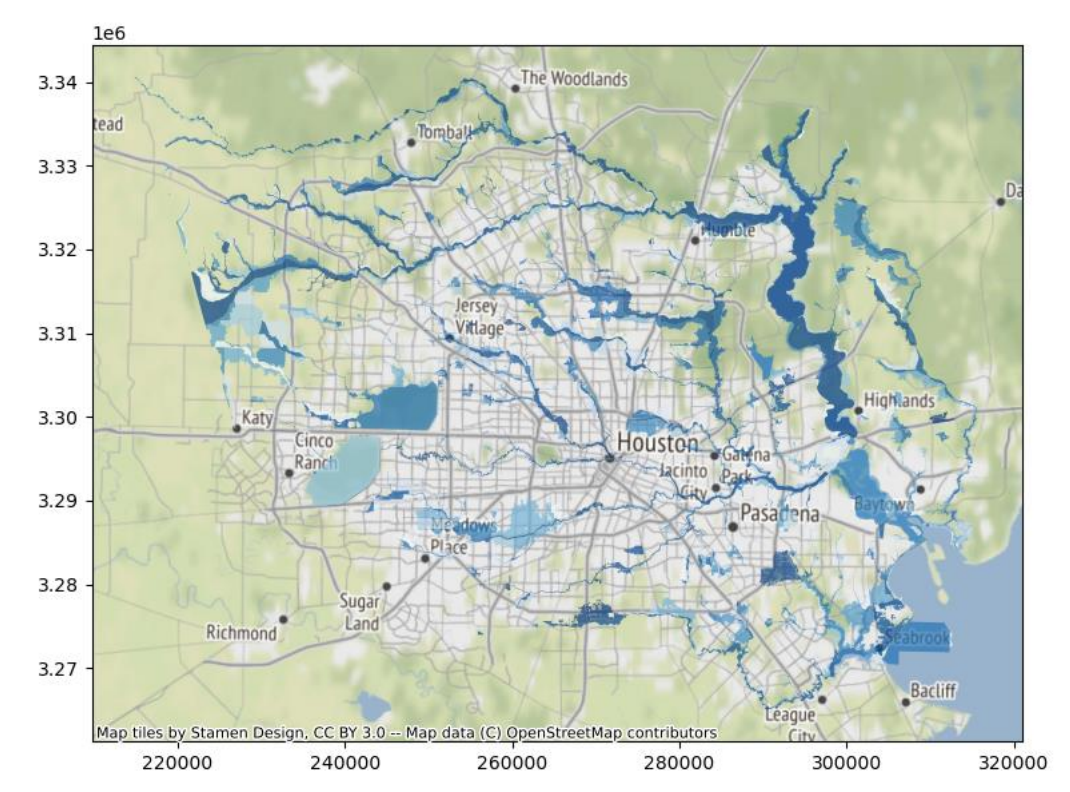 1e6
3.34
3.33
3.32
3.31
3.30
3.29
3.28
3.27
The Woodlands
tead
Tomball
Da
Humble
Jersey
Village
Highlands
Katy
Cinco
Ranch
Houston
Galena
Park
Jacinto
City
Baytown
Pasadena
Meadows
Place
Sugar
Land
Richmond
Seabrook
Bacliff
League
City
Map tiles by Stamen Design, CC BY 3.0 -- Map data (C) OpenStreetMap contributors
220000
240000
260000
280000
300000
320000